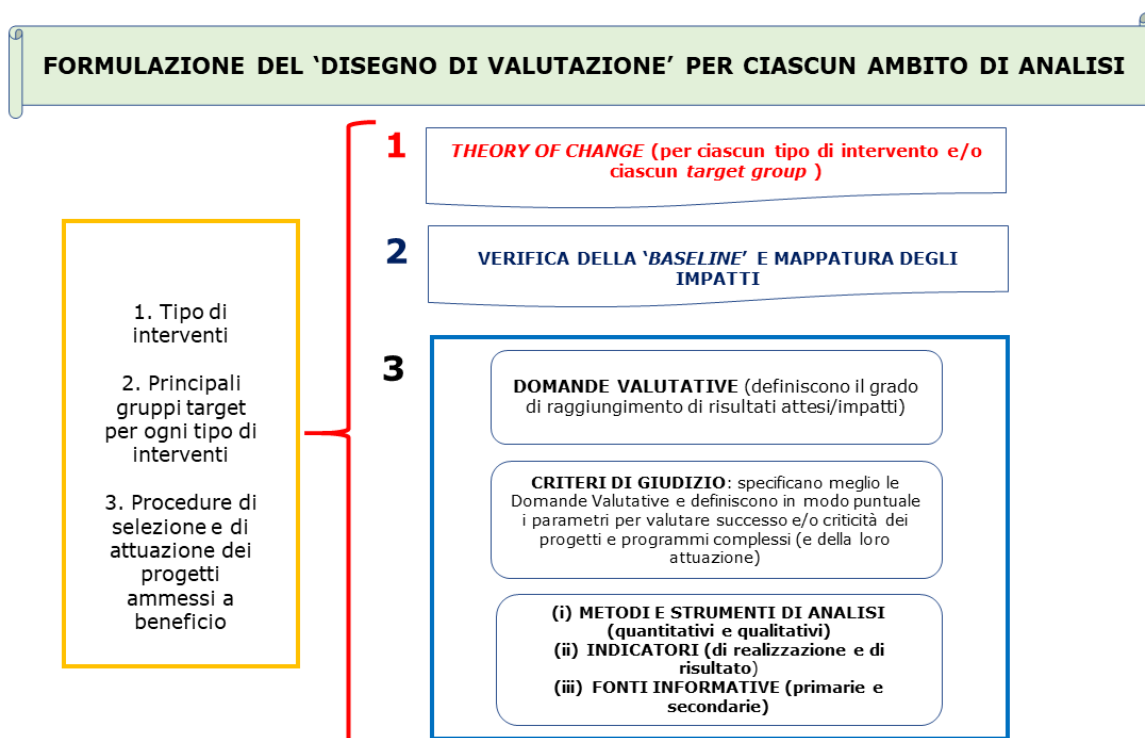 FORMULAZIONE DEL ‘DISEGNO DI VALUTAZIONE’ PER CIASCUN AMBITO DI ANALISI
1. Tipo di
interventi
2. Principali
gruppi target
per ogni tipo di
interventi
3. Procedure di
selezione e di
attuazione dei
progetti
ammessi a
beneficio
1
THEORY OF CHANGE (per ciascun tipo di intervento e/o
ciascun target group )
2
VERIFICA DELLA ‘BASELINE’ E MAPPATURA DEGLI
IMPATTI
3
DOMANDE VALUTATIVE (definiscono il grado
di raggiungimento di risultati attesi/impatti)
CRITERI DI GIUDIZIO: specificano meglio le
Domande Valutative e definiscono in modo puntuale
i parametri per valutare successo e/o criticità dei
progetti e programmi complessi (e della loro
attuazione)
(i) METODI E STRUMENTI DI ANALISI
(quantitativi e qualitativi)
(ii) INDICATORI (di realizzazione e di
risultato)
(iii) FONTI INFORMATIVE (primarie e
secondarie)